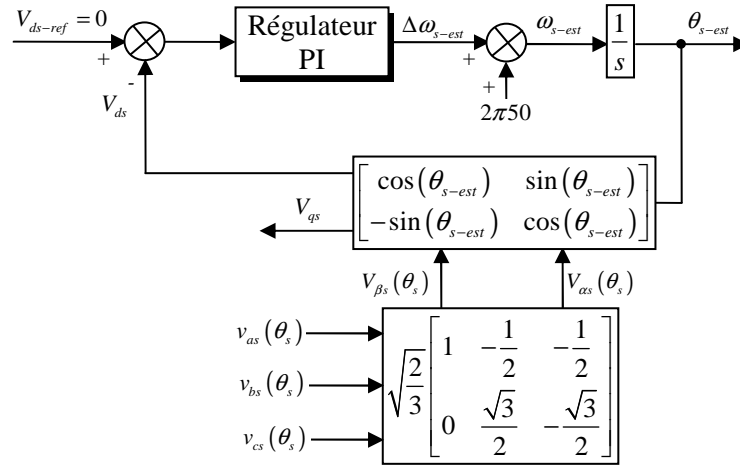 V_{ds-ref} = 0
+
-
V_{ds}
Régulateur
PI
Δω_{s-est}
+
+
2π50
ω_{s-est}
1/s
θ_{s-est}
[cos(θ_{s-est}) sin(θ_{s-est})]
[-sin(θ_{s-est}) cos(θ_{s-est})]
V_{qs}
V_{βs}(θ_s) V_{αs}(θ_s)
v_{as}(θ_s)
v_{bs}(θ_s)
v_{cs}(θ_s)
√(2/3) [1 -1/2 -1/2]
[0 √3/2 -√3/2]